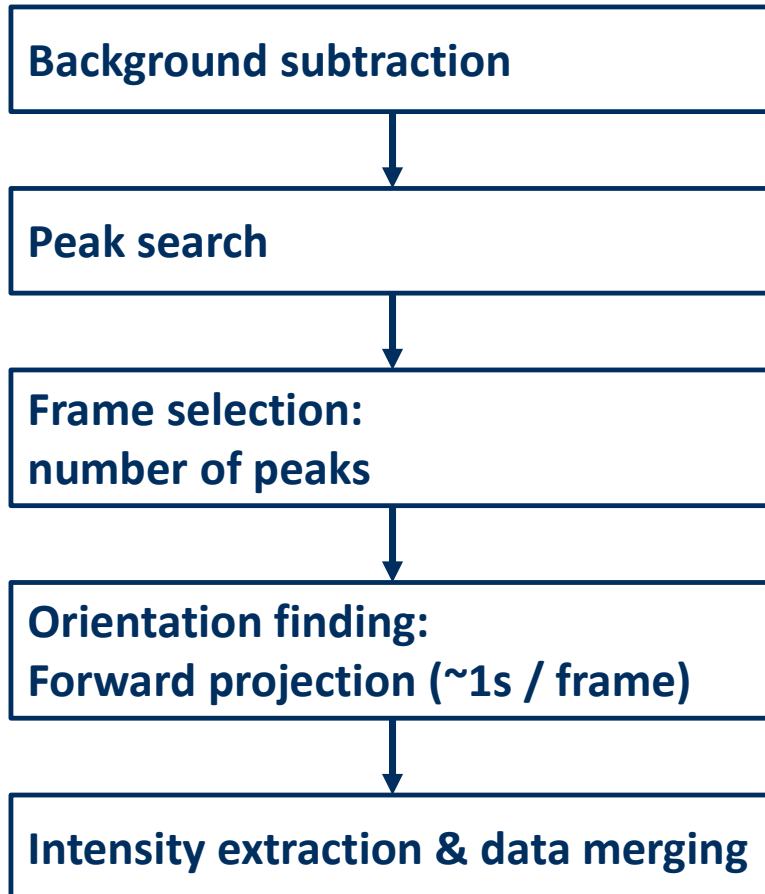 Background subtraction
Peak search
Frame selection:
number of peaks
Orientation finding:
Forward projection (~1s / frame)
Intensity extraction & data merging